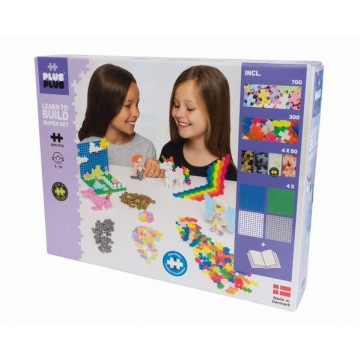 PLUS
PLUS
LEARN TO
BUILD
SUPER SET
INCL.
700
300
4 X 50
4 X
+
Made in
Denmark